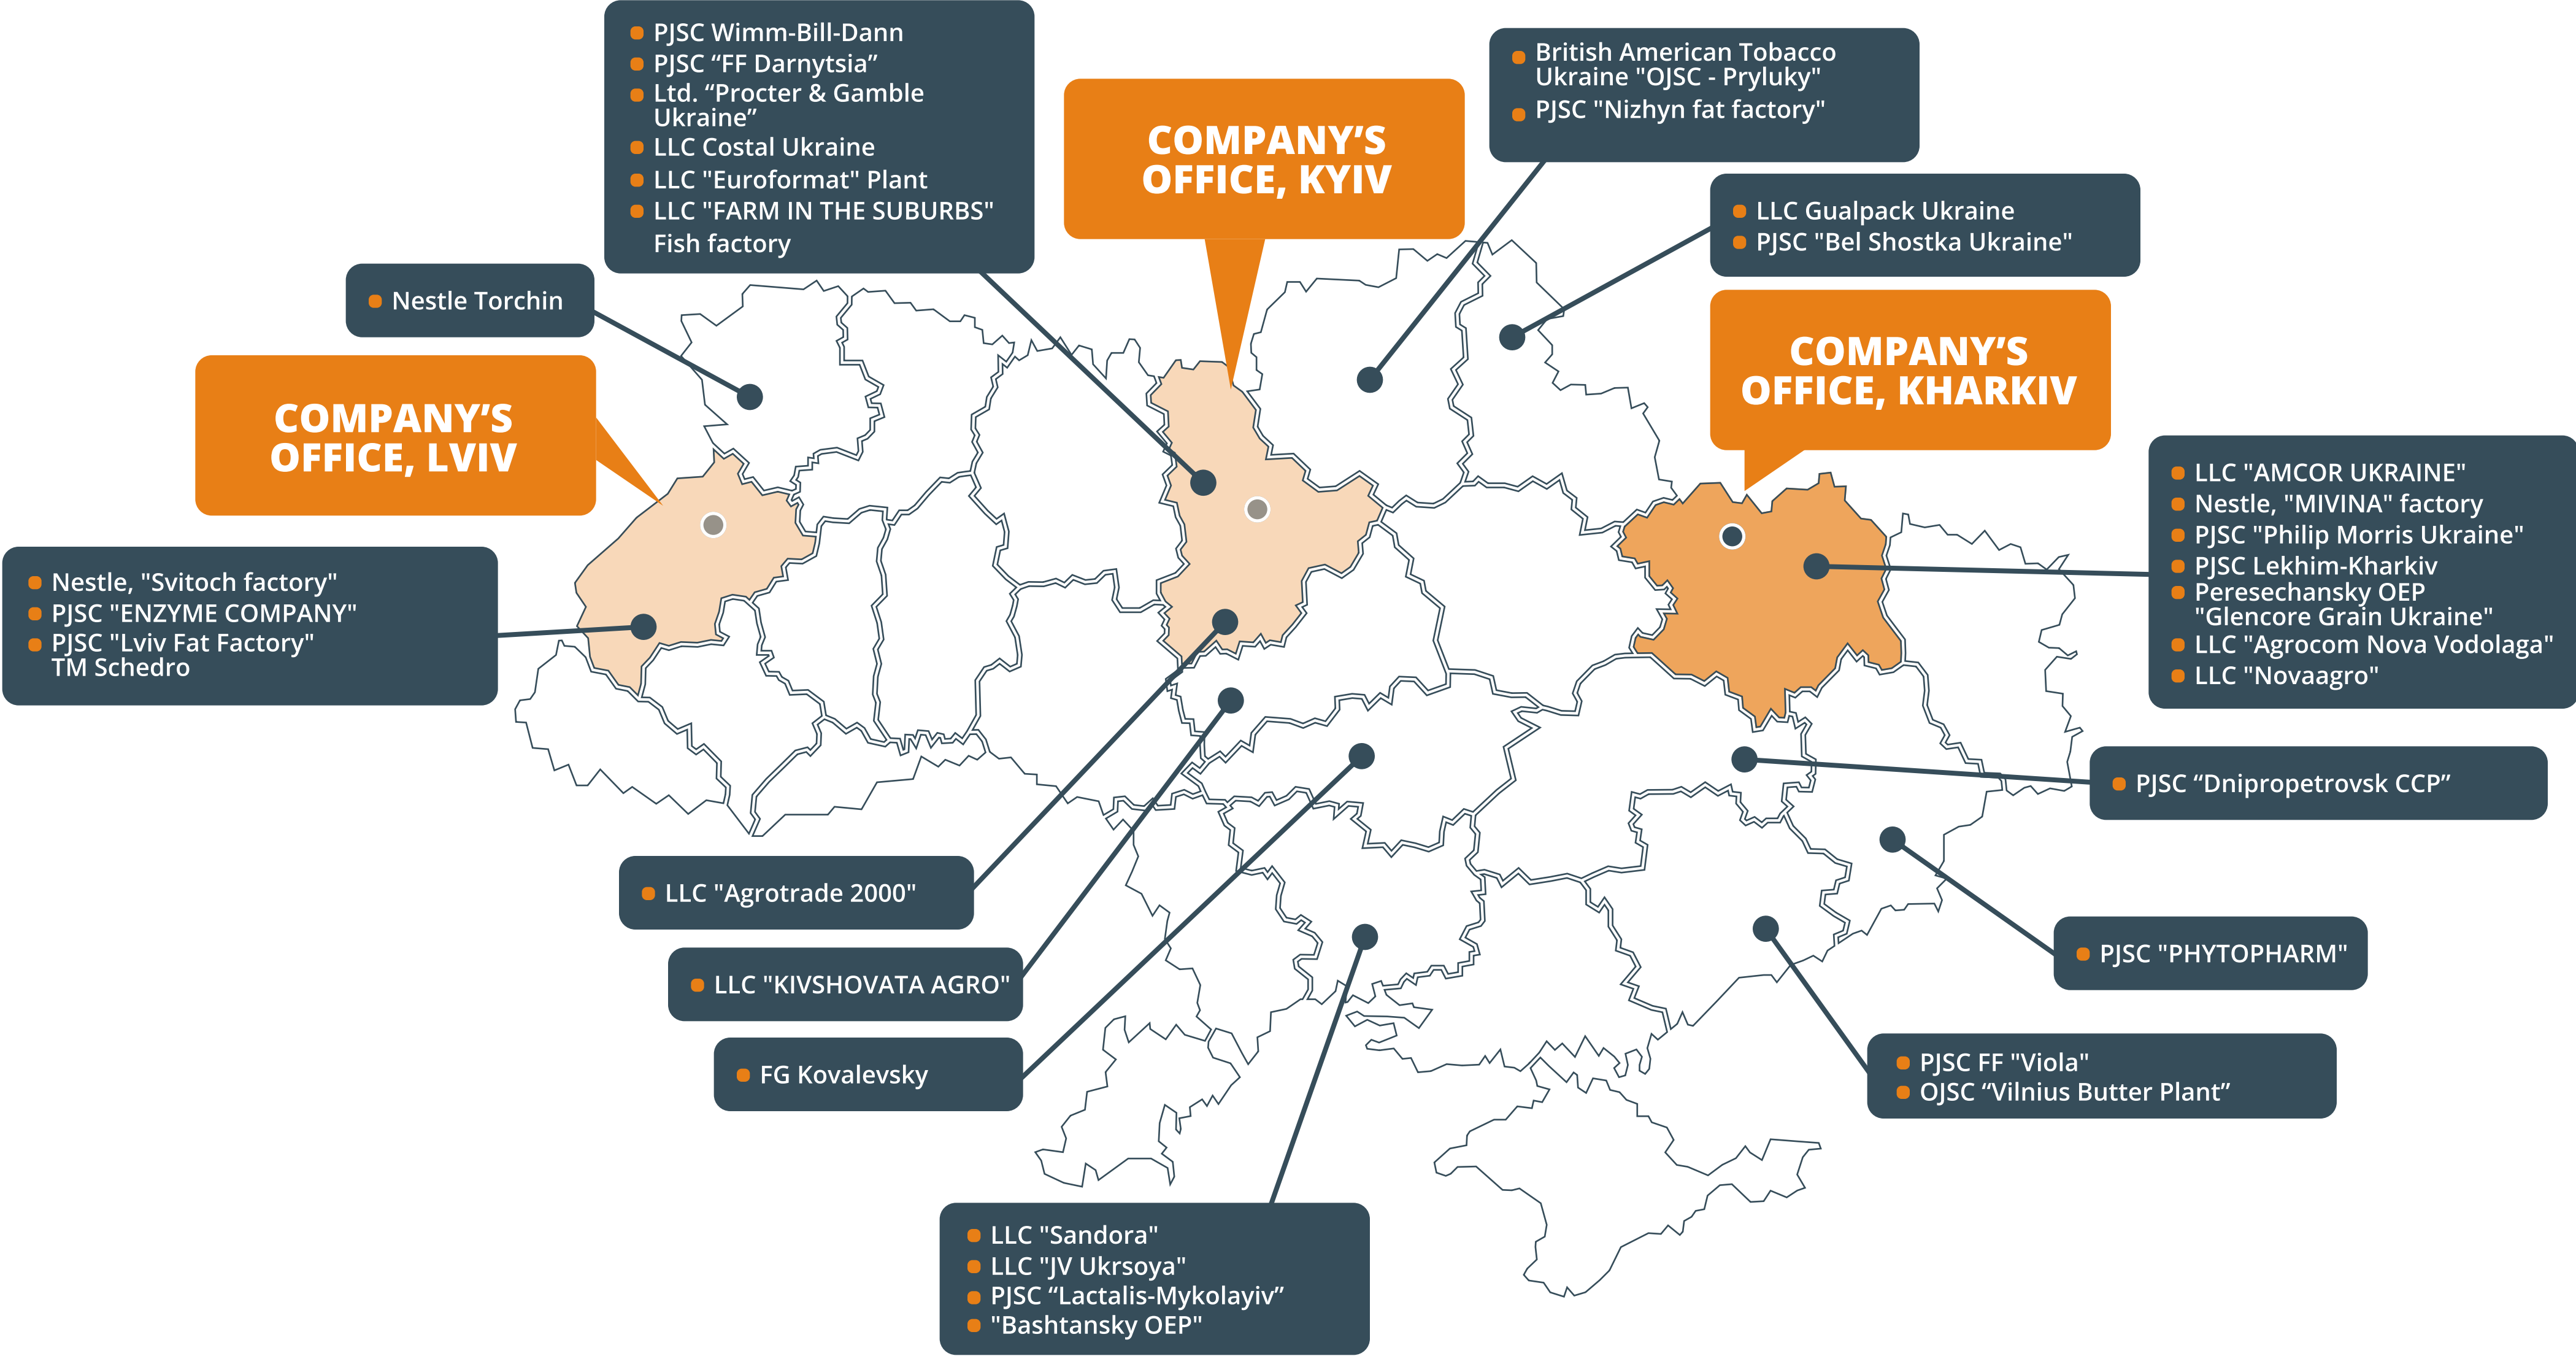 PJSC Wimm-Bill-Dann
PJSC “FF Darnytsia”
Ltd. “Procter & Gamble
Ukraine”
LLC Costal Ukraine
LLC "Euroformat" Plant
LLC "FARM IN THE SUBURBS"
Fish factory
COMPANY’S
OFFICE, KYIV
British American Tobacco
Ukraine "OJSC - Pryluky"
PJSC "Nizhyn fat factory"
LLC Gualpack Ukraine
PJSC "Bel Shostka Ukraine"
Nestle Torchin
COMPANY’S
OFFICE, KHARKIV
COMPANY’S
OFFICE, LVIV
LLC "AMCOR UKRAINE"
Nestle, "MIVINA" factory
PJSC "Philip Morris Ukraine"
PJSC Lekhim-Kharkiv
Peresechansky OEP
"Glencore Grain Ukraine"
LLC "Agrocom Nova Vodolaga"
LLC "Novaagro"
Nestle, "Svitoch factory"
PJSC "ENZYME COMPANY"
PJSC "Lviv Fat Factory"
TM Schedro
PJSC “Dnipropetrovsk CCP”
LLC "Agrotrade 2000"
PJSC "PHYTOPHARM"
LLC "KIVSHOVATA AGRO"
FG Kovalevsky
PJSC FF "Viola"
OJSC “Vilnius Butter Plant”
LLC "Sandora"
LLC "JV Ukrsoya"
PJSC “Lactalis-Mykolayiv”
"Bashtansky OEP"